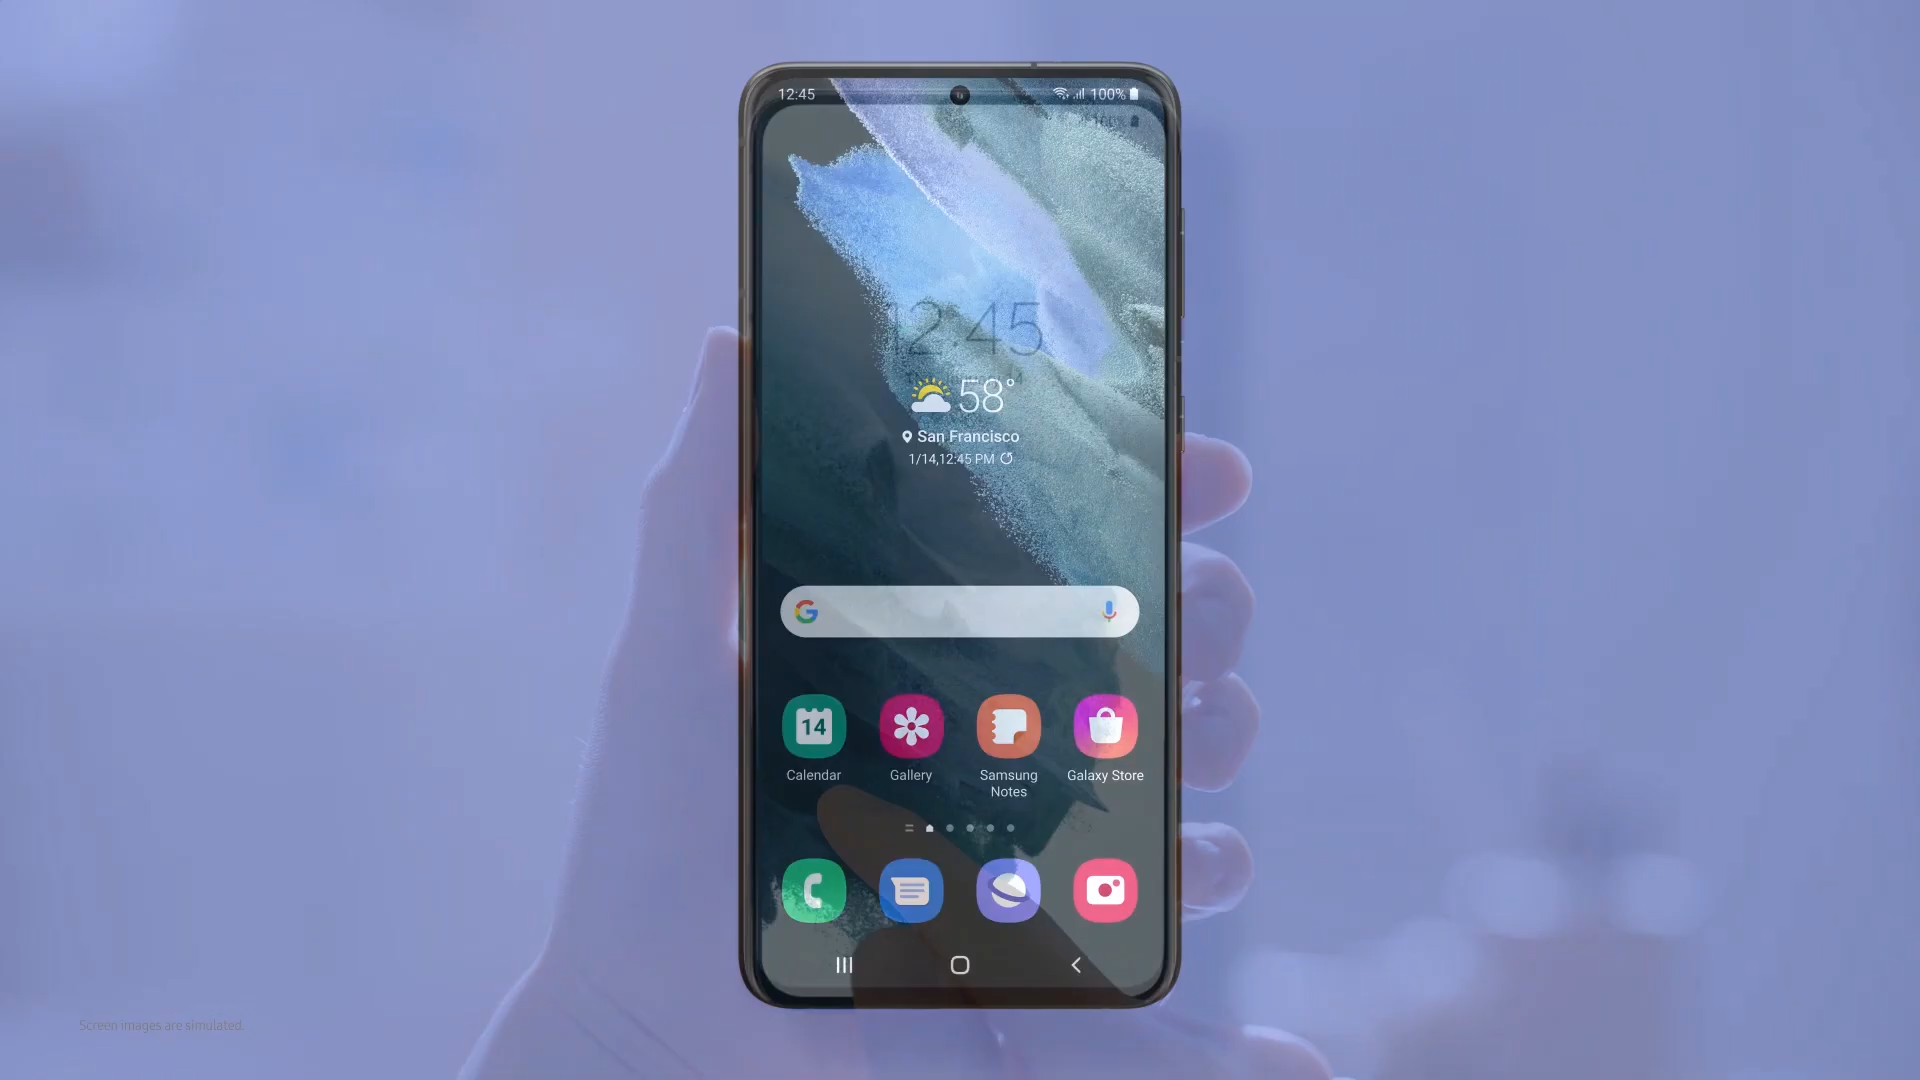 12:45
100%
100%
12:45
58°
San Francisco
1/14,12:45 PM
G
14
Calendar
Gallery
Samsung
Notes
Galaxy Store
Screen images are simulated.